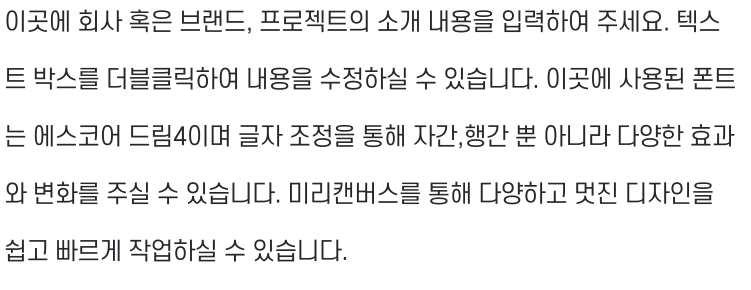 이곳에 회사 혹은 브랜드, 프로젝트의 소개 내용을 입력하여 주세요. 텍스
트 박스를 더블클릭하여 내용을 수정하실 수 있습니다. 이곳에 사용된 폰트
는 에스코어 드림4이며 글자 조정을 통해 자간,행간 뿐 아니라 다양한 효과
와 변화를 주실 수 있습니다. 미리캔버스를 통해 다양하고 멋진 디자인을
쉽고 빠르게 작업하실 수 있습니다.